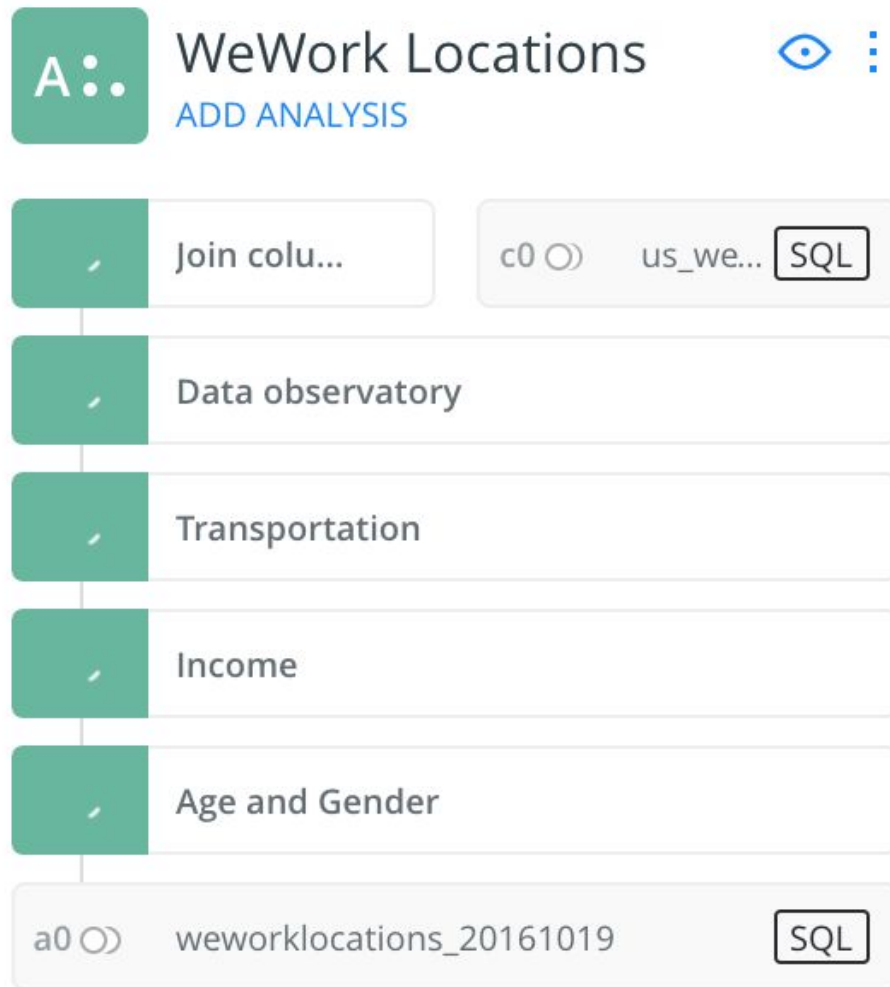 A
WeWork Locations
ADD ANALYSIS
Join colu...
c0 us_we... SQL
Data observatory
Transportation
Income
Age and Gender
a0 weworklocations_20161019 SQL